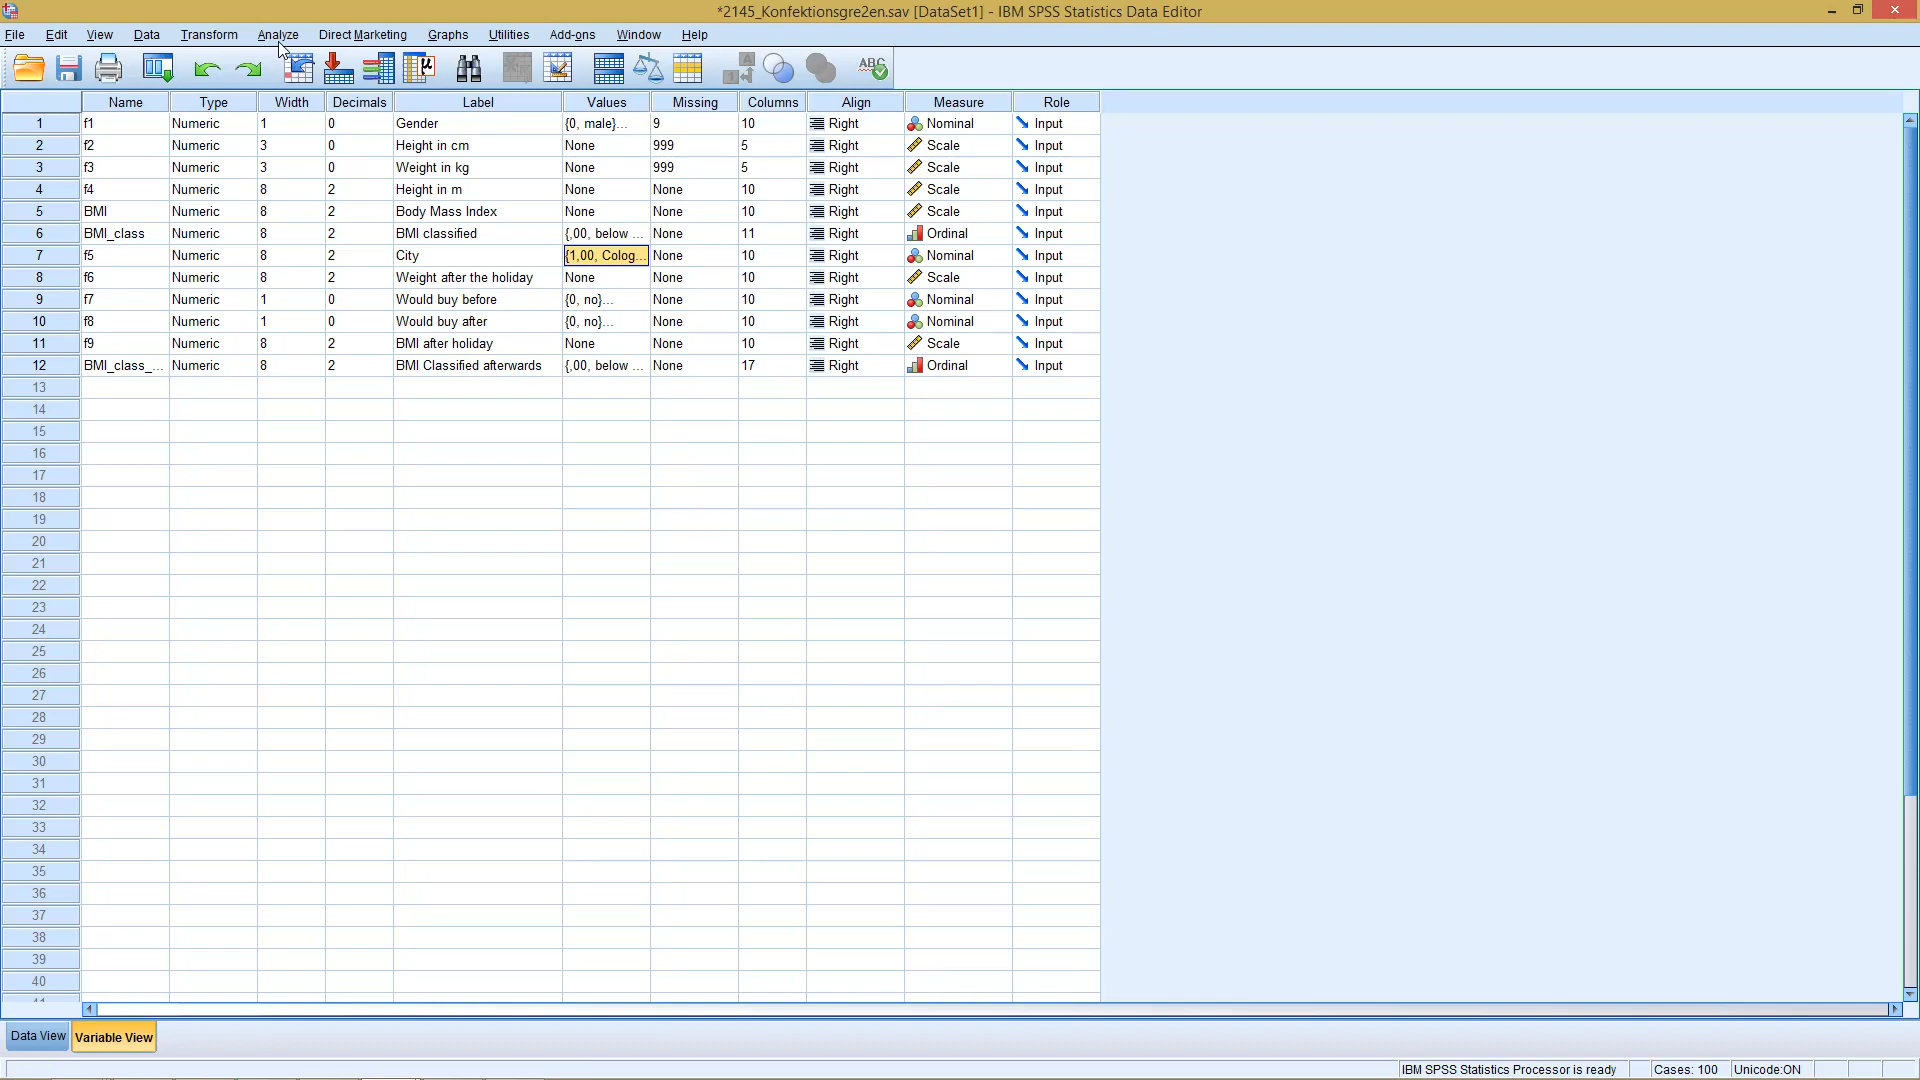 *2145_Konfektionsgre2en.sav [DataSet1] - IBM SPSS Statistics Data Editor
File Edit View Data Transform Analyze Direct Marketing Graphs Utilities Add-ons Window Help
Name Type Width Decimals Label Values Missing Columns Align Measure Role
1 f1 Numeric 1 0 Gender {0, male}... 9 10 Right Nominal Input
2 f2 Numeric 3 0 Height in cm None 999 5 Right Scale Input
3 f3 Numeric 3 0 Weight in kg None 999 5 Right Scale Input
4 f4 Numeric 8 2 Height in m None None 10 Right Scale Input
5 BMI Numeric 8 2 Body Mass Index None None 10 Right Scale Input
6 BMI_class Numeric 8 2 BMI classified {,00, below ... None 11 Right Ordinal Input
7 f5 Numeric 8 2 City {1,00, Colog... None 10 Right Nominal Input
8 f6 Numeric 8 2 Weight after the holiday None None 10 Right Scale Input
9 f7 Numeric 1 0 Would buy before {0, no}... None 10 Right Nominal Input
10 f8 Numeric 1 0 Would buy after {0, no}... None 10 Right Nominal Input
11 f9 Numeric 8 2 BMI after holiday None None 10 Right Scale Input
12 BMI_class_... Numeric 8 2 BMI Classified afterwards {,00, below ... None 17 Right Ordinal Input
13
14
15
16
17
18
19
20
21
22
23
24
25
26
27
28
29
30
31
32
33
34
35
36
37
38
39
40
41
Data View Variable View
IBM SPSS Statistics Processor is ready Cases: 100 Unicode:ON